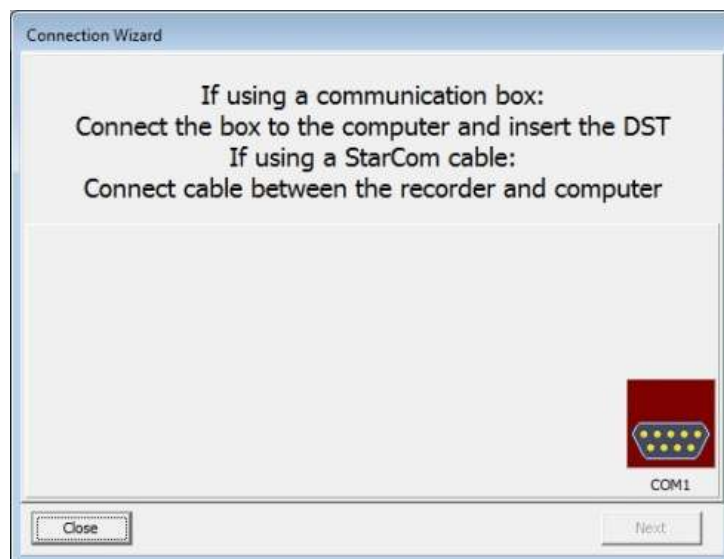 Connection Wizard
If using a communication box:
Connect the box to the computer and insert the DST
If using a StarCom cable:
Connect cable between the recorder and computer
COM1
Close
Next